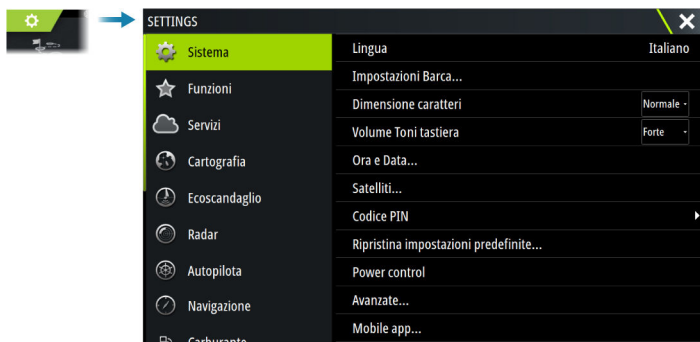 SETTINGS
Sistema
Funzioni
Servizi
Cartografia
Ecoscandaglio
Radar
Autopilota
Navigazione
Carburante
Lingua Italiano
Impostazioni Barca...
Dimensione caratteri Normale
Volume Toni tastiera Forte
Ora e Data...
Satelliti...
Codice PIN
Ripristina impostazioni predefinite...
Power control
Avanzate...
Mobile app...